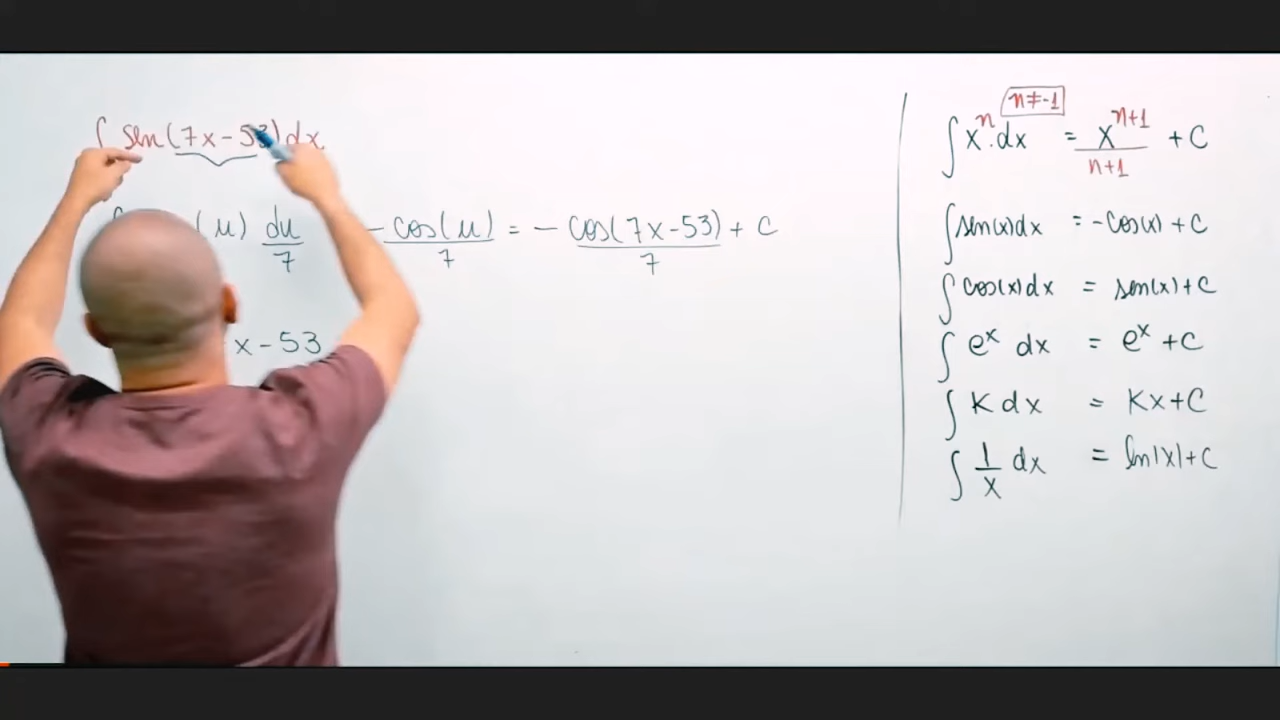 ∫ sen(7x-53)dx
(u) du/7 - cos(u)/7 = - cos(7x-53)/7 + C
x-53
n≠-1
∫ xⁿ.dx = xⁿ⁺¹/n+1 + C
∫ sen(x)dx = -cos(x) + C
∫ cos(x)dx = sen(x) + C
∫ eˣ dx = eˣ + C
∫ K dx = Kx + C
∫ 1/x dx = ln|x| + C